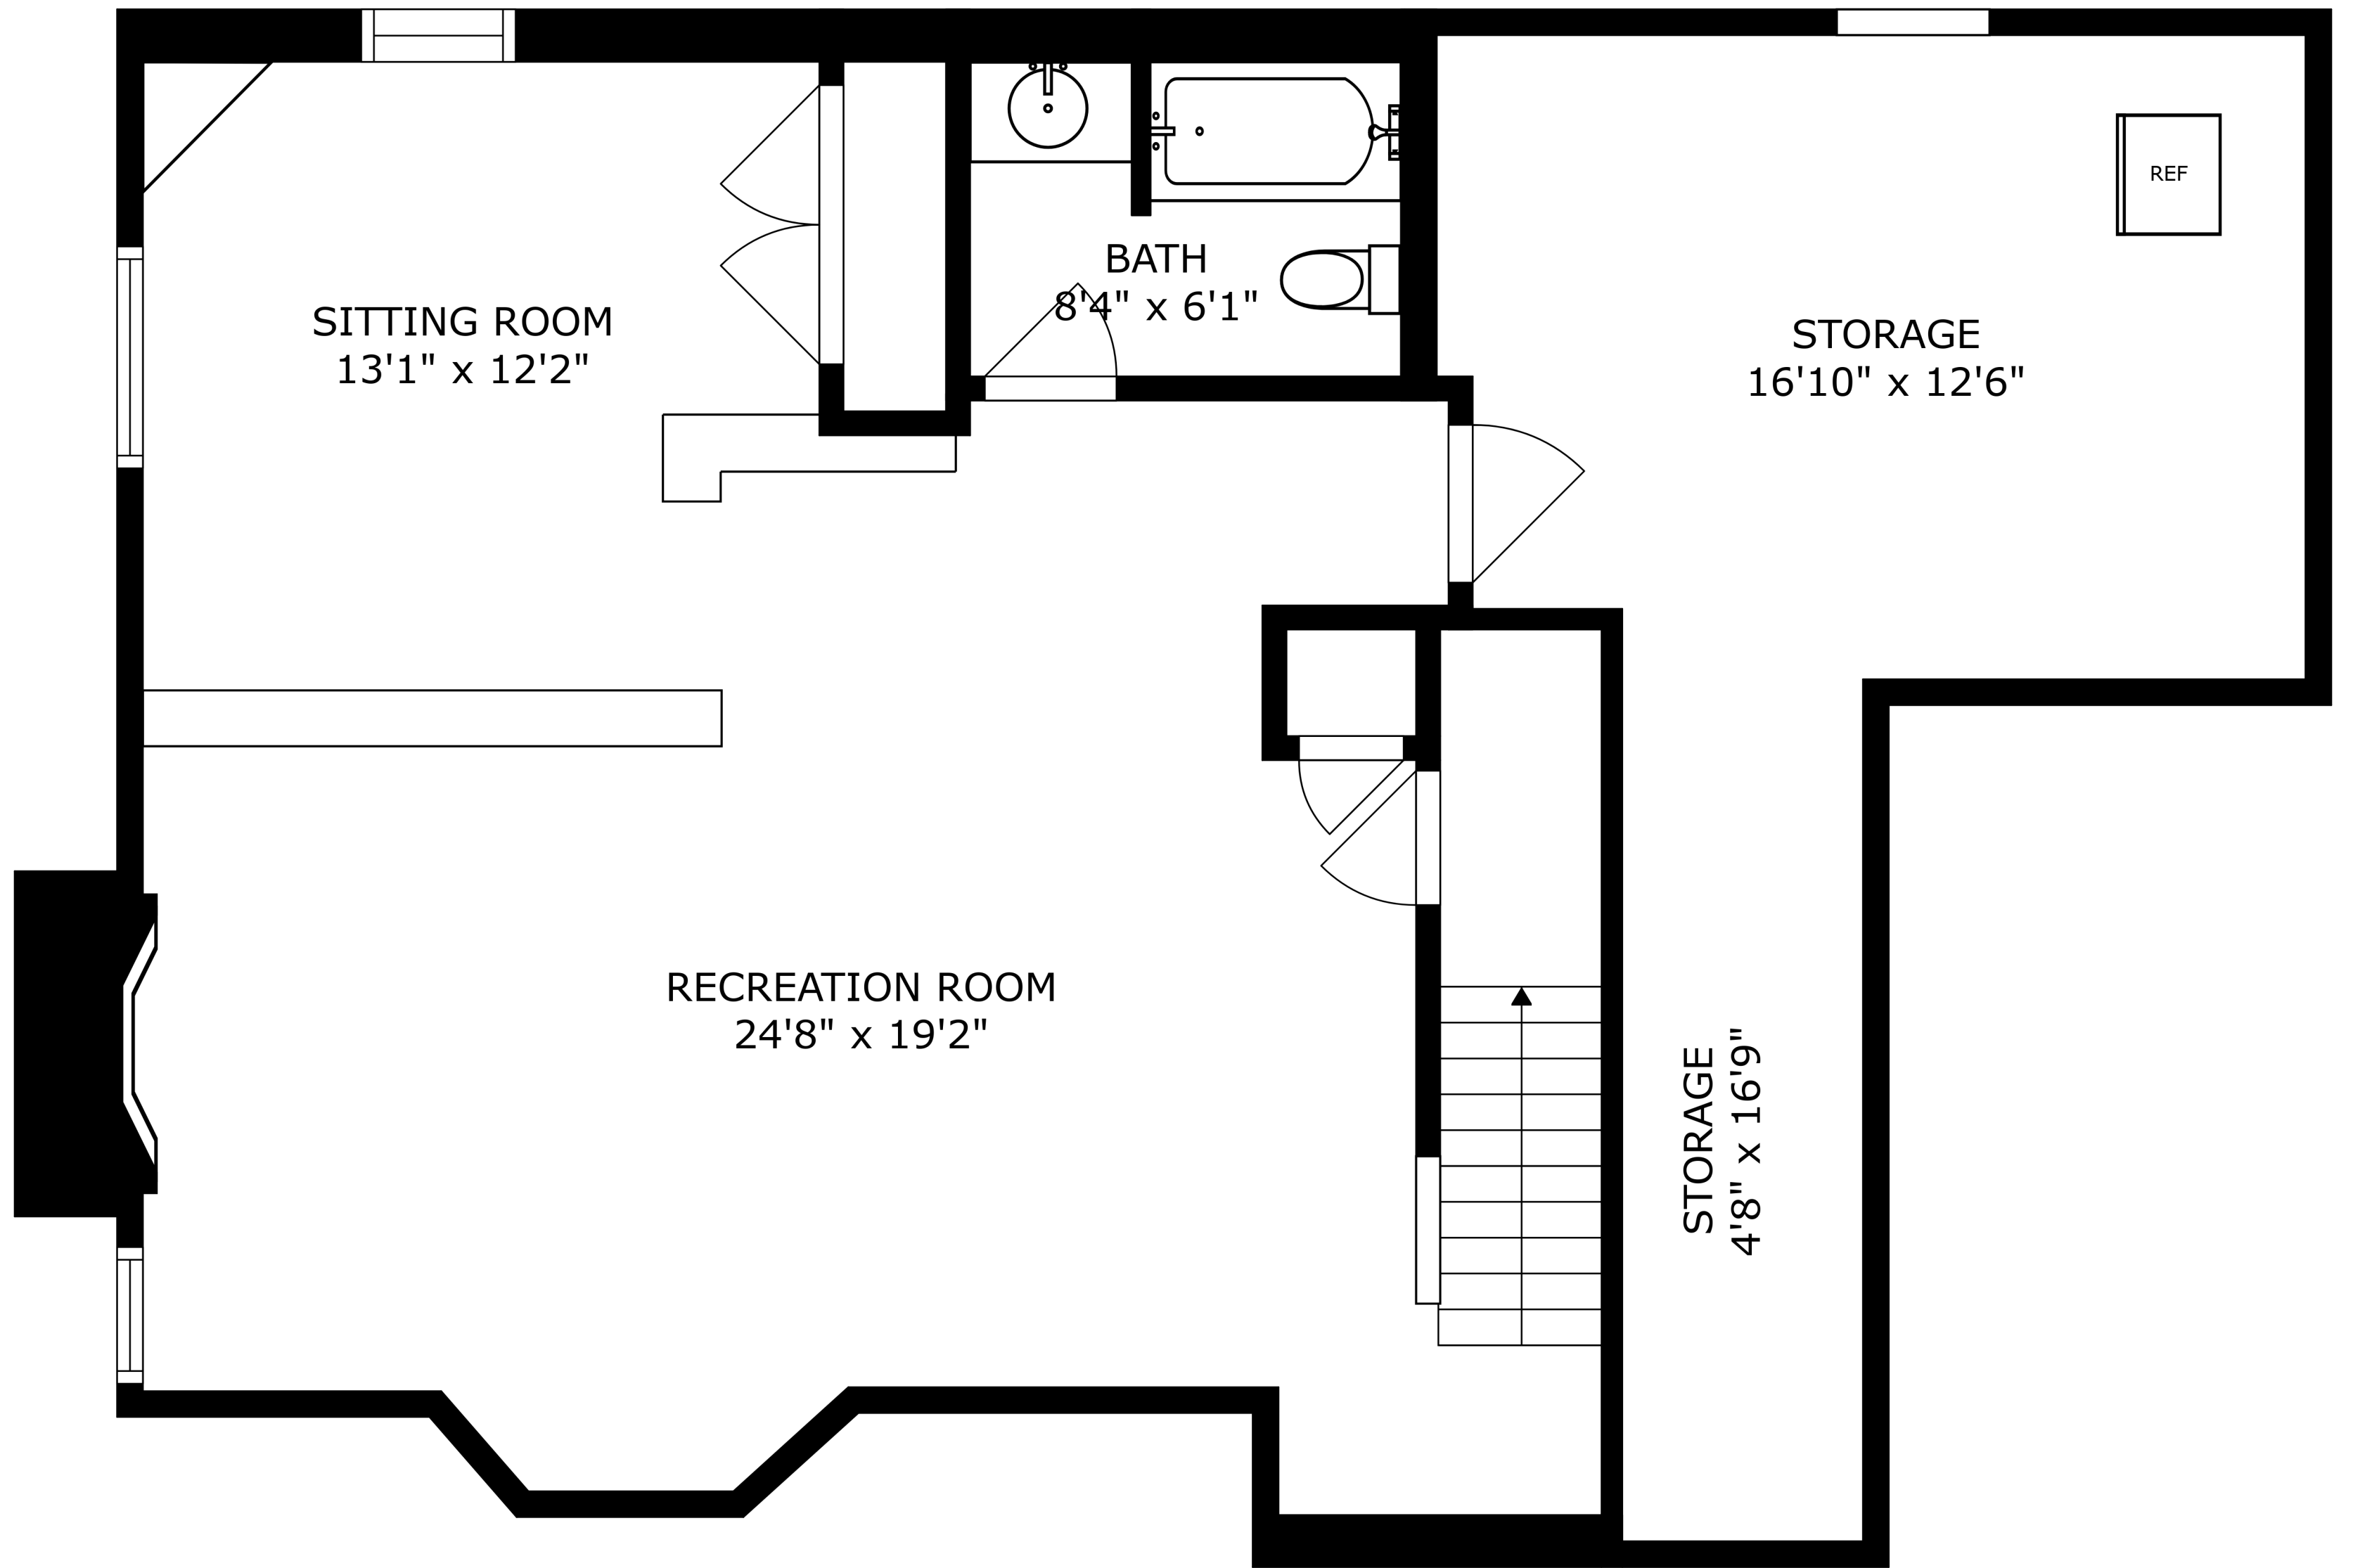 REF
BATH
8'4" x 6'1"
SITTING ROOM
13'1" x 12'2"
STORAGE
16'10" x 12'6"
RECREATION ROOM
24'8" x 19'2"
STORAGE
4'8" x 16'9"